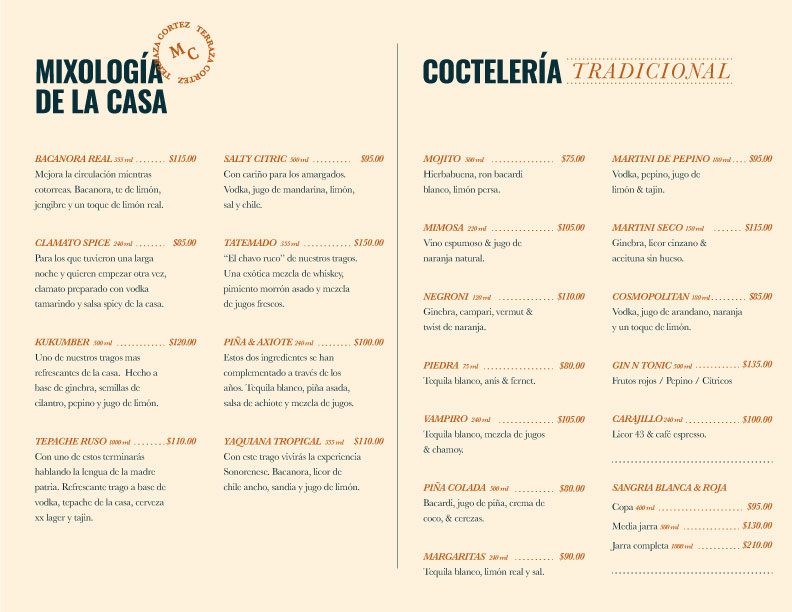 MIXOLOGÍA
DE LA CASA
TERRAZA CORTEZ TERRAZA CORTEZ
M C
BACANORA REAL 355 ml ........ $115.00
Mejora la circulación mientras
cotorreas. Bacanora, te de limón,
jengibre y un toque de limón real.
CLAMATO SPICE 240 ml ........ $85.00
Para los que tuvieron una larga
noche y quieren empezar otra vez,
clamato preparado con vodka
tamarindo y salsa spicy de la casa.
KUKUMBER 300 ml ............ $120.00
Uno de nuestros tragos mas
refrescantes de la casa. Hecho a
base de ginebra, semillas de
cilantro, pepino y jugo de limón.
TEPACHE RUSO 1000 ml ........ $110.00
Con uno de estos terminarás
hablando la lengua de la madre
patria. Refrescante trago a base de
vodka, tepache de la casa, cerveza
xx lager y tajin.
SALTY CITRIC 300 ml .......... $95.00
Con cariño para los amargados.
Vodka, jugo de mandarina, limón,
sal y chile.
TATEMADO 355 ml ............ $150.00
“El chavo ruco” de nuestros tragos.
Una exótica mezcla de whiskey,
pimiento morrón asado y mezcla
de jugos frescos.
PIÑA & AXIOTE 240 ml ........ $100.00
Estos dos ingredientes se han
complementado a través de los
años. Tequila blanco, piña asada,
salsa de achiote y mezcla de jugos.
YAQUIANA TROPICAL 355 ml $110.00
Con este trago vivirás la experiencia
Sonorenese. Bacanora, licor de
chile ancho, sandia y jugo de limón.
COCTELERÍA TRADICIONAL
MOJITO 300 ml .............. $75.00
Hierbabuena, ron bacardi
blanco, limón persa.
MIMOSA 220 ml .............. $105.00
Vino espumoso & jugo de
naranja natural.
NEGRONI 120 ml ............ $110.00
Ginebra, campari, vermut &
twist de naranja.
PIEDRA 75 ml ................ $80.00
Tequila blanco, anis & fernet.
VAMPIRO 240 ml ............ $105.00
Tequila blanco, mezcla de jugos
& chamoy.
PIÑA COLADA 500 ml ........ $80.00
Bacardi, jugo de piña, crema de
coco, & cerezas.
MARGARITAS 240 ml .......... $90.00
Tequila blanco, limón real y sal.
MARTINI DE PEPINO 180 ml .... $95.00
Vodka, pepino, jugo de
limón & tajin.
MARTINI SECO 150 ml ........ $115.00
Ginebra, licor cinzano &
aceituna sin hueso.
COSMOPOLITAN 180 ml ........ $85.00
Vodka, jugo de arandano, naranja
y un toque de limón.
GIN N TONIC 500 ml .......... $135.00
Frutos rojos / Pepino / Cítricos
CARAJILLO 240 ml ............ $100.00
Licor 43 & café espresso.
SANGRIA BLANCA & ROJA
Copa 400 ml .................. $95.00
Media jarra 500 ml .............. $130.00
Jarra completa 1000 ml .......... $210.00